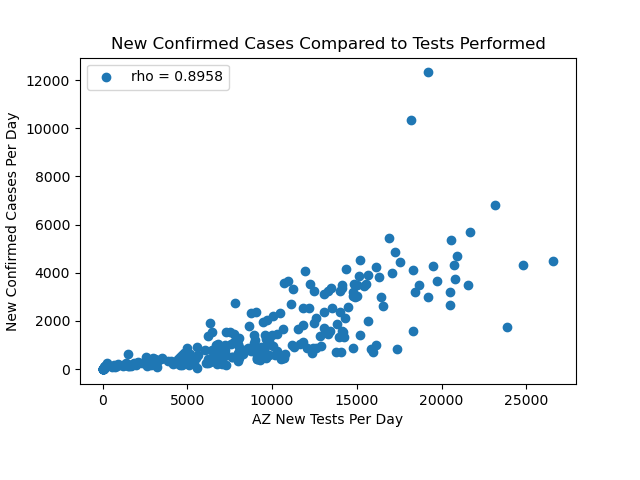 New Confirmed Cases Compared to Tests Performed
rho = 0.8958
New Confirmed Caeses Per Day
12000
10000
8000
6000
4000
2000
0
0 5000 10000 15000 20000 25000
AZ New Tests Per Day